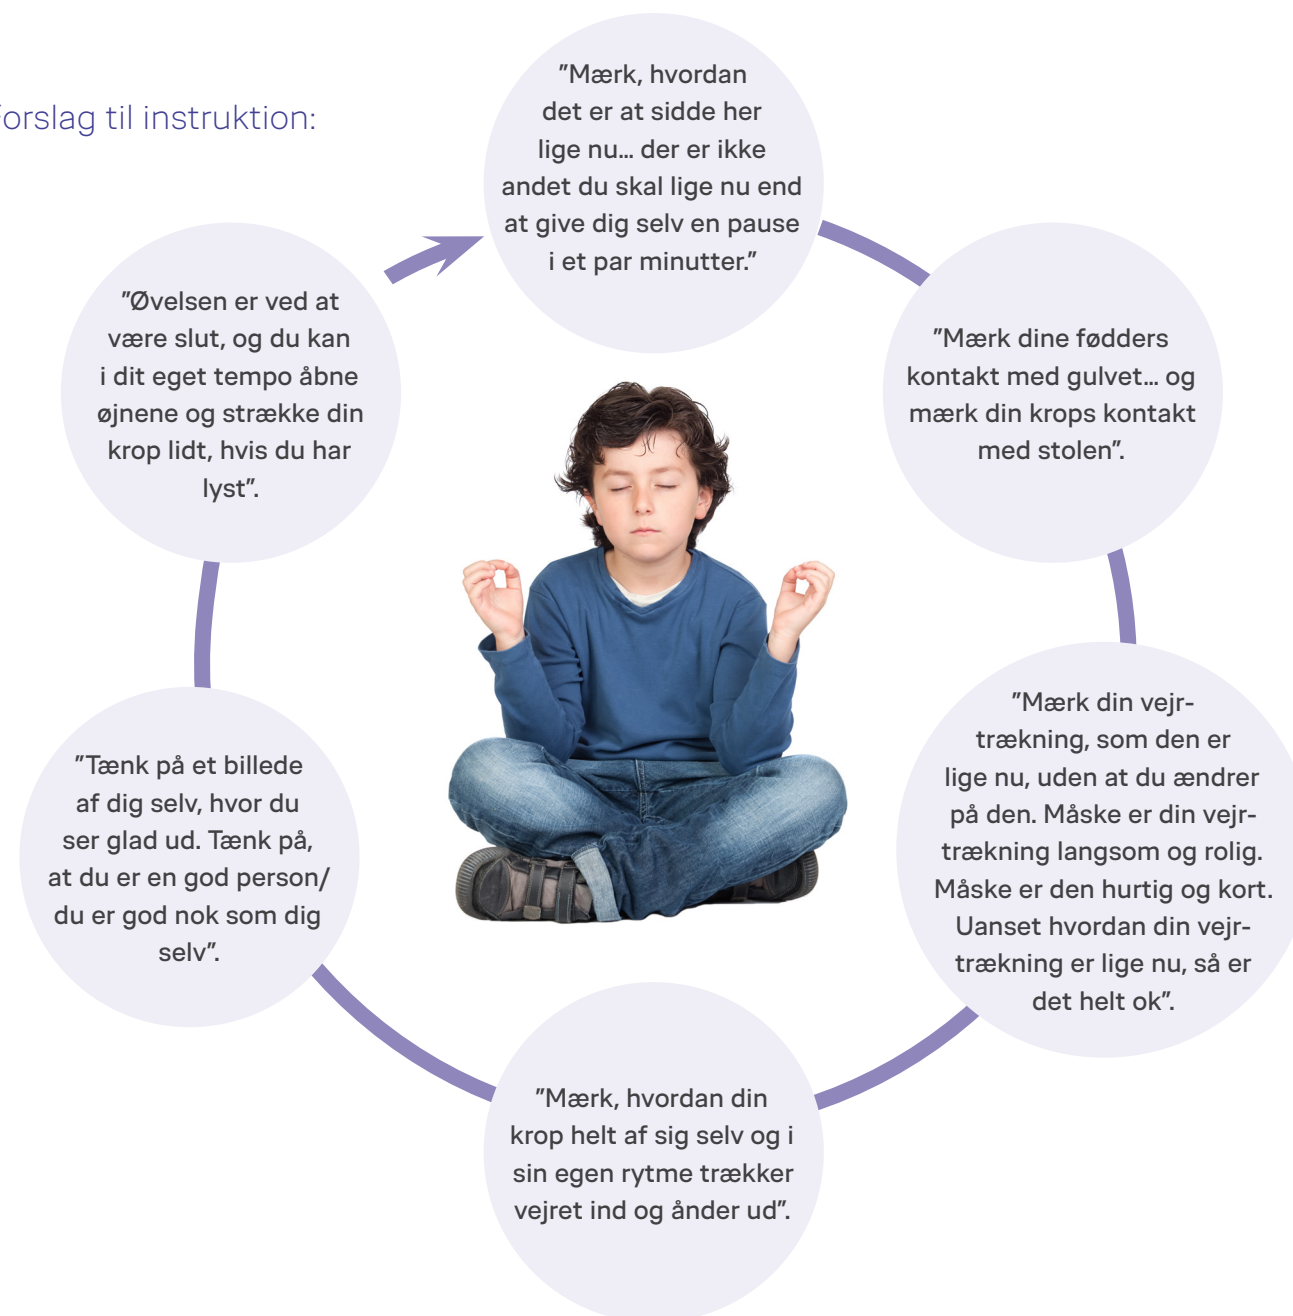 Forslag til instruktion:
"Mærk, hvordan
det er at sidde her
lige nu... der er ikke
andet du skal lige nu end
at give dig selv en pause
i et par minutter."
"Mærk dine fødders
kontakt med gulvet... og
mærk din krops kontakt
med stolen".
"Mærk din vejr-
trækning, som den er
lige nu, uden at du ændrer
på den. Måske er din vejr-
trækning langsom og rolig.
Måske er den hurtig og kort.
Uanset hvordan din vejr-
trækning er lige nu, så er
det helt ok".
"Mærk, hvordan din
krop helt af sig selv og i
sin egen rytme trækker
vejret ind og ånder ud".
"Tænk på et billede
af dig selv, hvor du
ser glad ud. Tænk på,
at du er en god person/
du er god nok som dig
selv".
"Øvelsen er ved at
være slut, og du kan
i dit eget tempo åbne
øjnene og strække din
krop lidt, hvis du har
lyst".